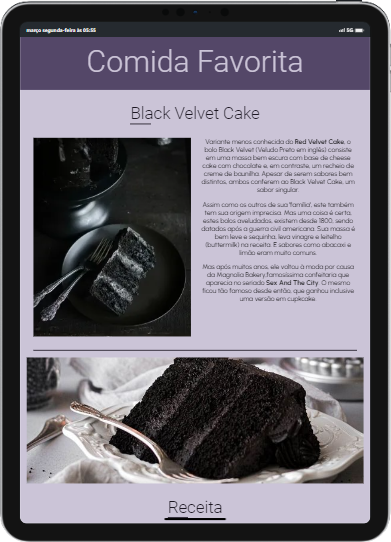 março segunda-feira às 05:55
5G
Comida Favorita
Black Velvet Cake
Variante menos conhecida do Red Velvet Cake, o
bolo Black Velvet (Veludo Preto em inglês) consiste
em uma massa bem escura com base de cheese
cake com chocolate e, em contraste, um recheio de
creme de baunilha. Apesar de serem sabores bem
distintos, ambos conferem ao Black Velvet Cake, um
sabor singular.
Assim como os outros de sua "família", este também
tem sua origem imprecisa. Mas uma coisa é certa,
estes bolos aveludados, existem desde 1800, sendo
datados após a guerra civil americana. Sua massa é
bem leve e sequinha, leva vinagre e leitelho
(buttermilk) na receita. E sabores como abacaxi e
limão eram muito comuns.
Mas após muitos anos, ele voltou à moda por causa
da Magnolia Bakery,famosíssima confeitaria que
aparecia no seriado Sex And The City. O mesmo
ficou tão famoso desde então, que ganhou inclusive
uma versão em cupkcake.
Receita